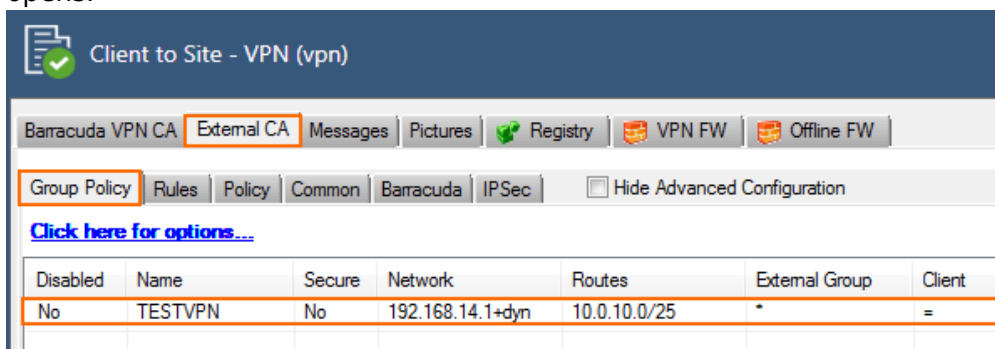 opens.
Client to Site - VPN (vpn)
Barracuda VPN CA External CA Messages Pictures Registry VPN FW Offline FW
Group Policy Rules Policy Common Barracuda IPSec Hide Advanced Configuration
Click here for options...
Disabled Name Secure Network Routes External Group Client
No TESTVPN No 192.168.14.1+dyn 10.0.10.0/25 * =